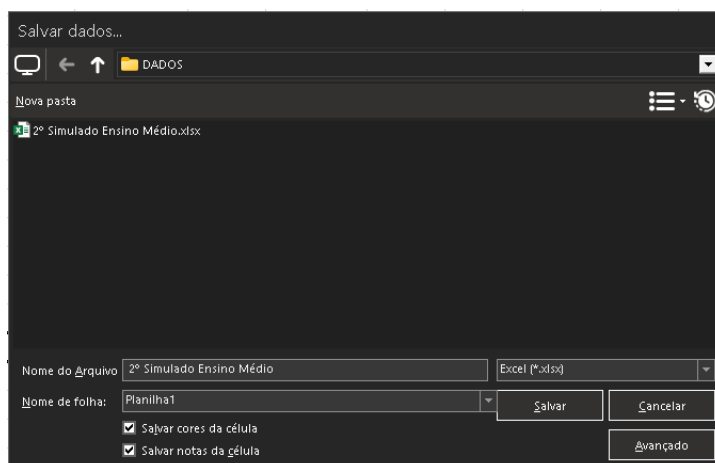 Salvar dados...
DADOS
Nova pasta
2º Simulado Ensino Médio.xlsx
Nome do Arquivo 2º Simulado Ensino Médio Excel (*.xlsx)
Nome de folha: Planilha1 Salvar Cancelar
Salvar cores da célula
Salvar notas da célula Avançado